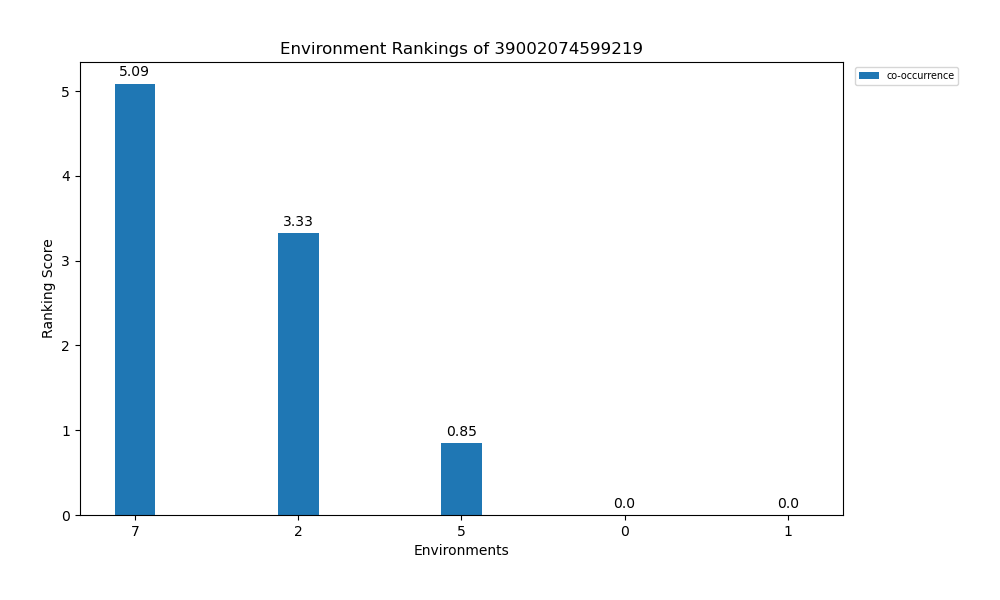 Environment Rankings of 39002074599219
co-occurrence
5.09
3.33
0.85
0.0
0.0
5
4
3
2
1
0
Ranking Score
7 2 5 0 1
Environments